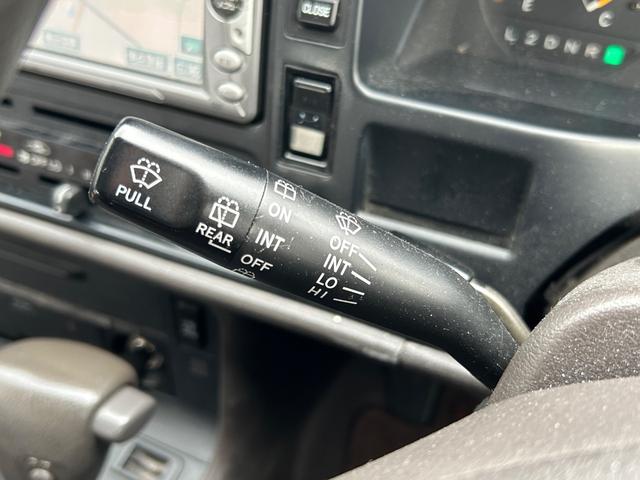 CLOSE
E
C
L 2 D N R
PULL
REAR
ON
INT
OFF
OFF
INT
LO
HI